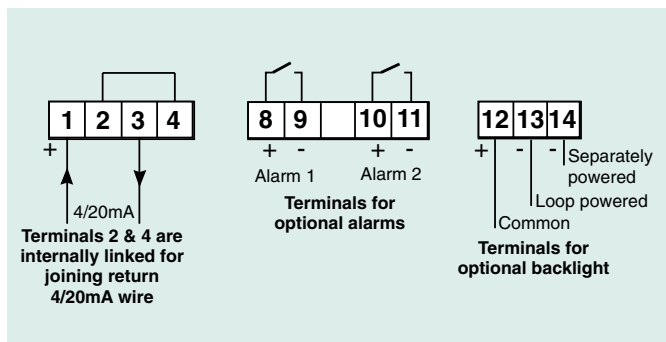 1 2 3 4
+
4/20mA
Terminals 2 & 4 are
internally linked for
joining return
4/20mA wire
8 9 10 11
+ - + -
Alarm 1 Alarm 2
Terminals for
optional alarms
12 13 14
+ - -
Separately
powered
Loop powered
Common
Terminals for
optional backlight